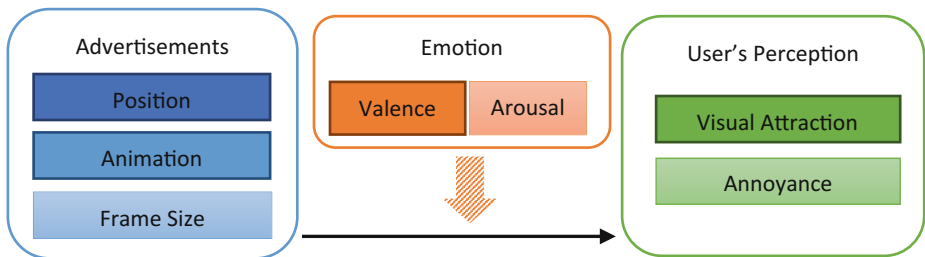 Advertisements
Position
Animation
Frame Size
Emotion
Valence
Arousal
User's Perception
Visual Attraction
Annoyance